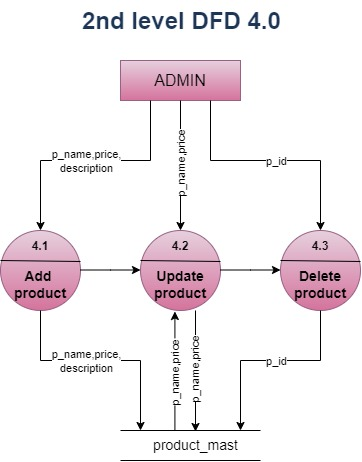 2nd level DFD 4.0
ADMIN
p_name,price,
description
p_name,price
p_id
4.1
Add
product
4.2
Update
product
4.3
Delete
product
p_name,price,
description
p_name,price
p_name,price
p_id
product_mast